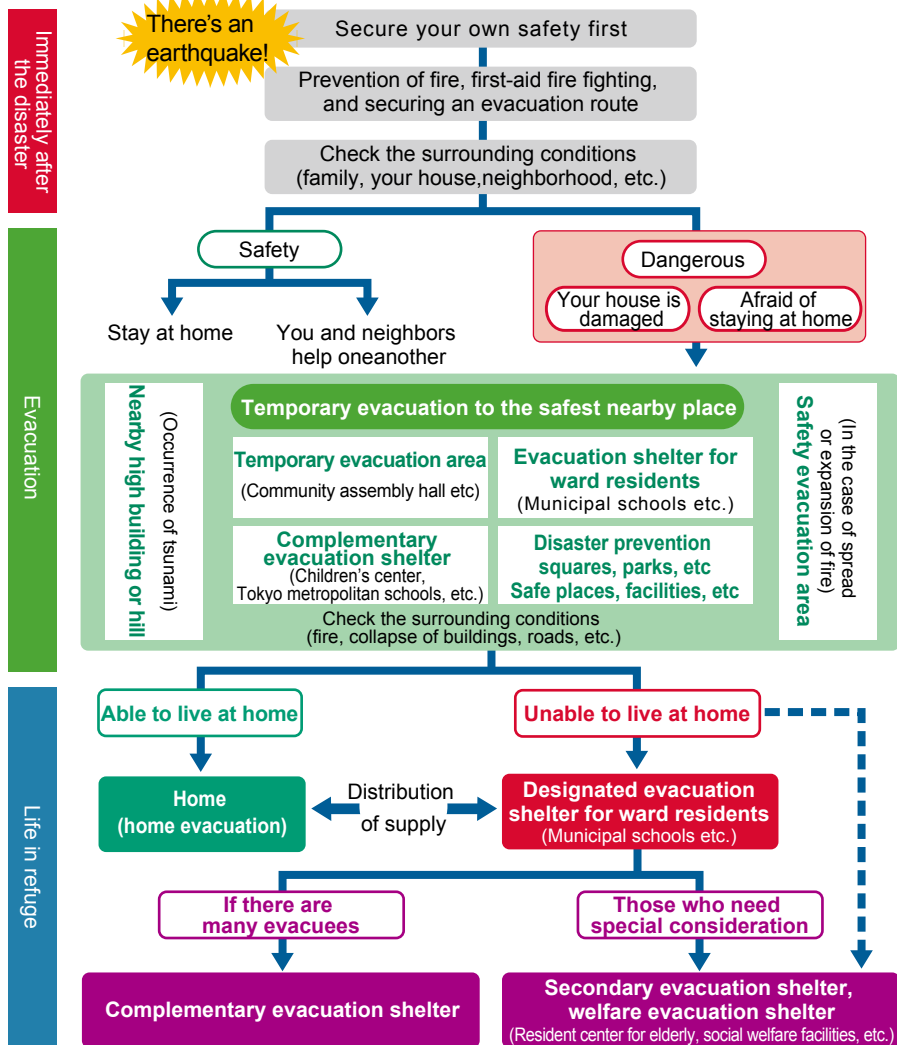 Immediately after
the disaster
There's an
earthquake!
Secure your own safety first
Prevention of fire, first-aid fire fighting,
and securing an evacuation route
Check the surrounding conditions
(family, your house,neighborhood, etc.)
Evacuation
Safety
Stay at home
You and neighbors
help oneanother
Dangerous
Your house is
damaged
Afraid of
staying at home
Nearby high building or hill
(Occurrence of tsunami)
Temporary evacuation to the safest nearby place
Temporary evacuation area
(Community assembly hall etc)
Evacuation shelter for
ward residents
(Municipal schools etc.)
Complementary
evacuation shelter
(Children's center,
Tokyo metropolitan schools, etc.)
Disaster prevention
squares, parks, etc
Safe places, facilities, etc
Safety evacuation area
(In the case of spread
or expansion of fire)
Check the surrounding conditions
(fire, collapse of buildings, roads, etc.)
Life in refuge
Able to live at home
Unable to live at home
Home
(home evacuation)
Distribution
of supply
Designated evacuation
shelter for ward residents
(Municipal schools etc.)
If there are
many evacuees
Those who need
special consideration
Complementary evacuation shelter
Secondary evacuation shelter,
welfare evacuation shelter
(Resident center for elderly, social welfare facilities, etc.)